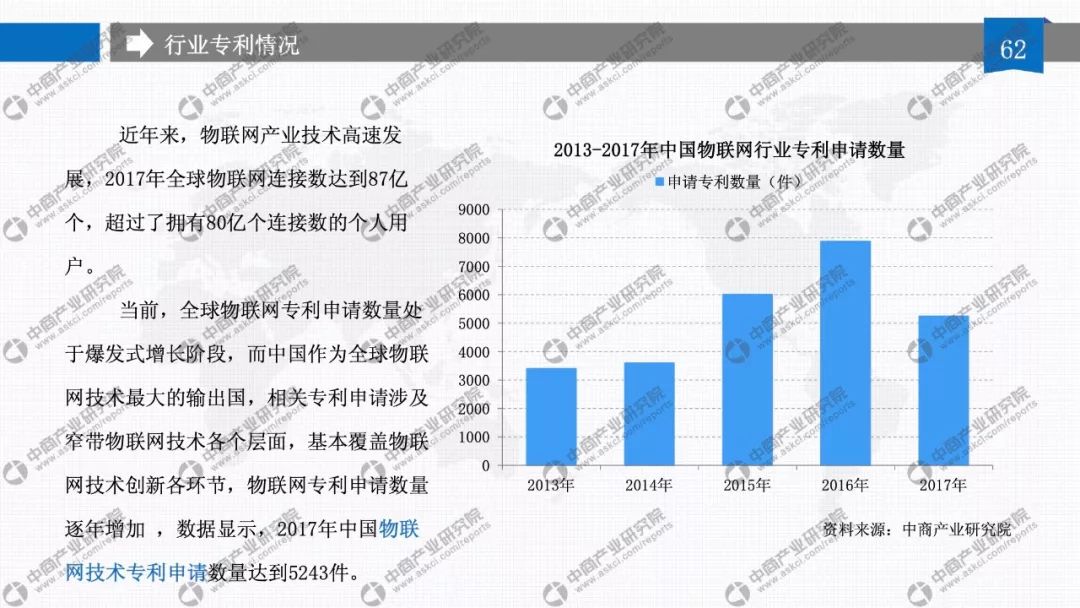 行业专利情况
62
近年来，物联网产业技术高速发
展，2017年全球物联网连接数达到87亿
个，超过了拥有80亿个连接数的个人用
户。
当前，全球物联网专利申请数量处
于爆发式增长阶段，而中国作为全球物联
网技术最大的输出国，相关专利申请涉及
窄带物联网技术各个层面，基本覆盖物联
网技术创新各环节，物联网专利申请数量
逐年增加 ，数据显示，2017年中国物联
网技术专利申请数量达到5243件。
2013-2017年中国物联网行业专利申请数量
申请专利数量（件）
9000
8000
7000
6000
5000
4000
3000
2000
1000
0
2013年 2014年 2015年 2016年 2017年
资料来源：中商产业研究院
中商产业研究院
www.askci.com/reports